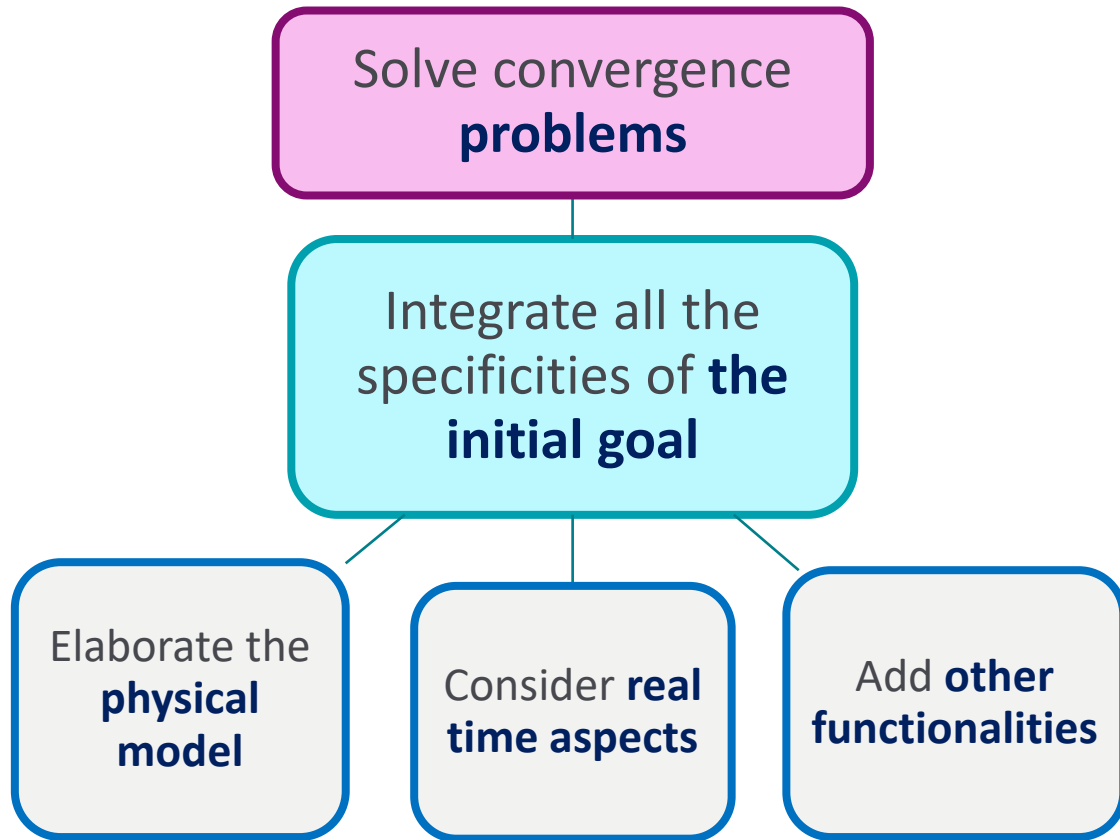 Solve convergence
problems
Integrate all the
specificities of the
initial goal
Elaborate the
physical
model
Consider real
time aspects
Add other
functionalities